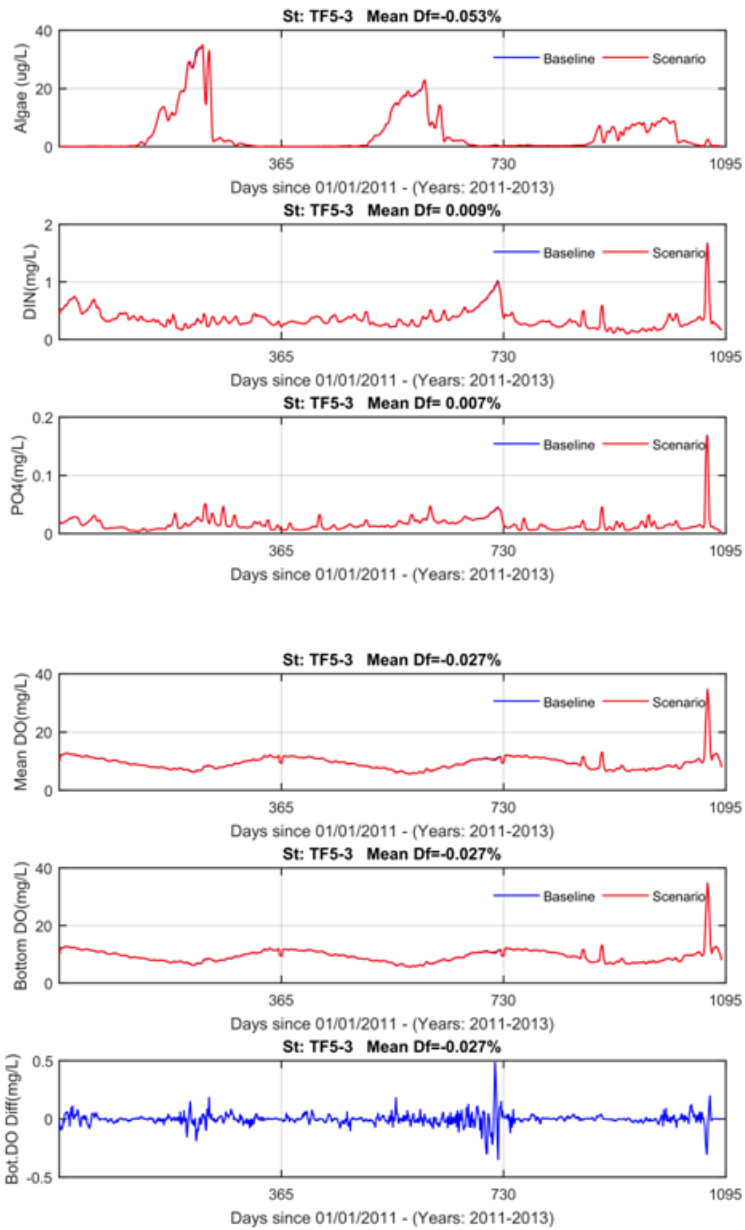 St: TF5-3 Mean Df=-0.053%
Algae (ug/L)
40
20
0
Baseline Scenario
365 730 1095
Days since 01/01/2011 - (Years: 2011-2013)
St: TF5-3 Mean Df= 0.009%
DIN(mg/L)
2
1
0
Baseline Scenario
365 730 1095
Days since 01/01/2011 - (Years: 2011-2013)
St: TF5-3 Mean Df= 0.007%
PO4(mg/L)
0.2
0.1
0
Baseline Scenario
365 730 1095
Days since 01/01/2011 - (Years: 2011-2013)
St: TF5-3 Mean Df=-0.027%
Mean DO(mg/L)
40
20
0
Baseline Scenario
365 730 1095
Days since 01/01/2011 - (Years: 2011-2013)
St: TF5-3 Mean Df=-0.027%
Bottom DO(mg/L)
40
20
0
Baseline Scenario
365 730 1095
Days since 01/01/2011 - (Years: 2011-2013)
St: TF5-3 Mean Df=-0.027%
Bot.DO Diff(mg/L)
0.5
0
-0.5
365 730 1095
Days since 01/01/2011 - (Years: 2011-2013)